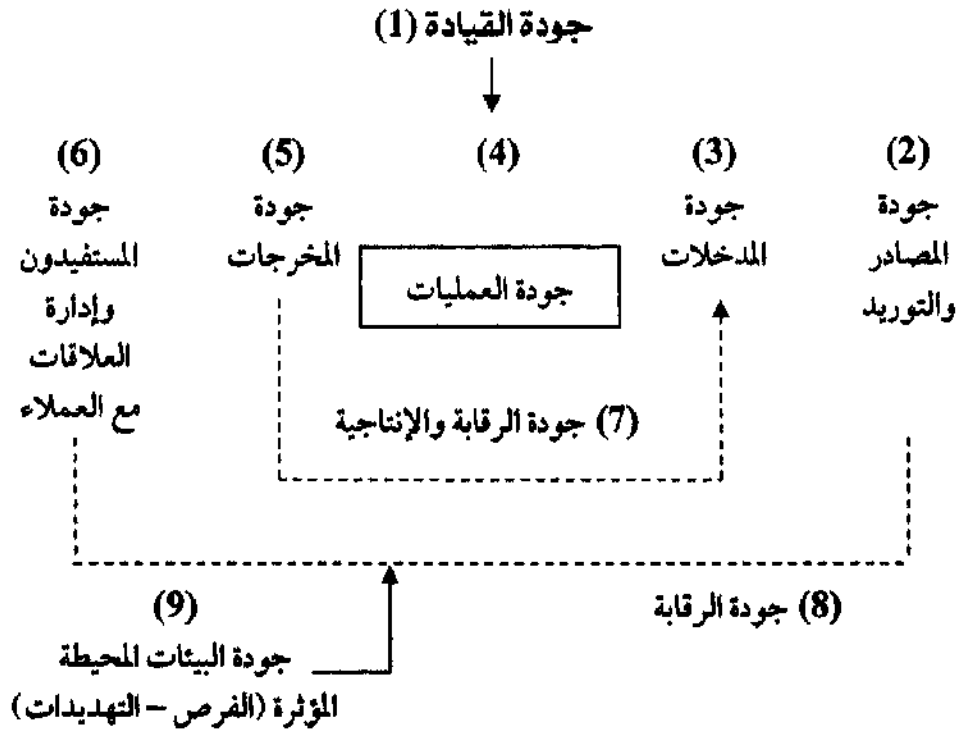 جودة القيادة (1)
(2)
جودة
المصادر
والتوريد
(3)
جودة
المدخلات
(4)
جودة العمليات
(5)
جودة
المخرجات
(6)
جودة
المستفيدون
وإدارة
العلاقات
مع العملاء
(7) جودة الرقابة والإنتاجية
(8) جودة الرقابة
(9)
جودة البيئات المحيطة
المؤثرة (الفرص – التهديدات)